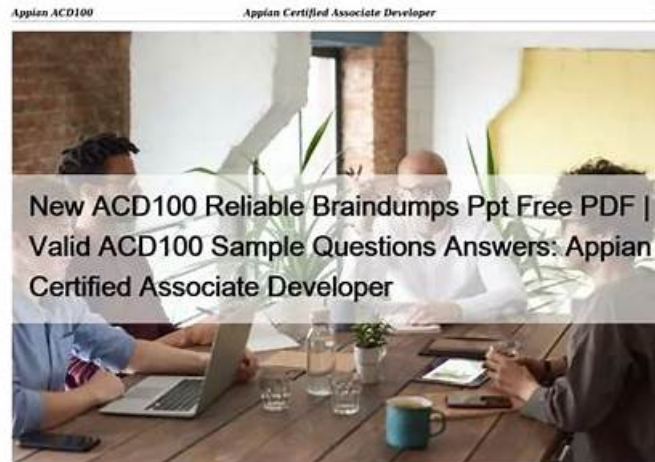 Appian ACD100 Appian Certified Associate Developer
New ACD100 Reliable Braindumps Ppt Free PDF |
Valid ACD100 Sample Questions Answers: Appian
Certified Associate Developer